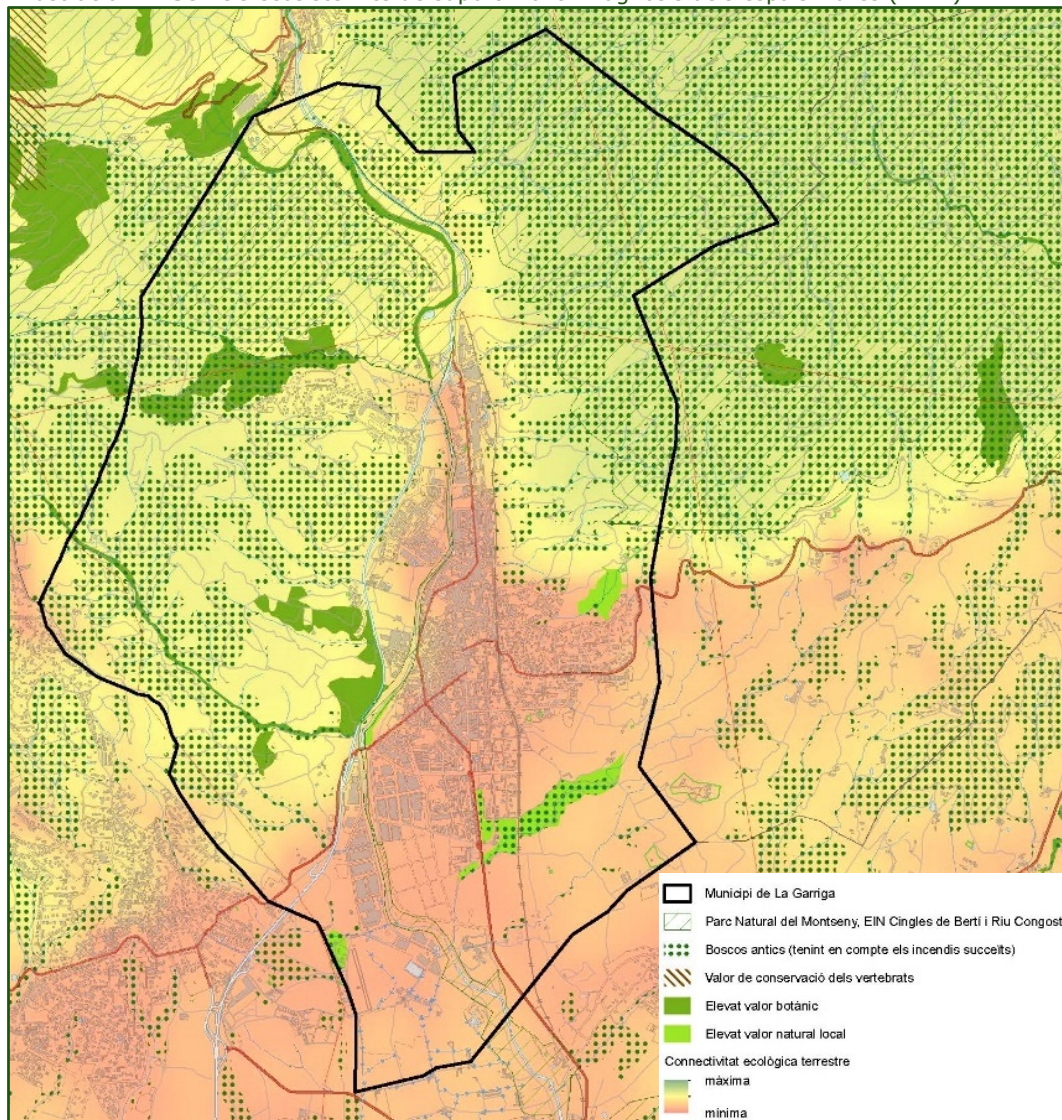 Municipi de La Garriga
Parc Natural del Montseny, EIN Cingles de Bertí i Riu Congost
Boscos antics (tenint en compte els incendis succeïts)
Valor de conservació dels vertebrats
Elevat valor botànic
Elevat valor natural local
Connectivitat ecològica terrestre
màxima
mínima